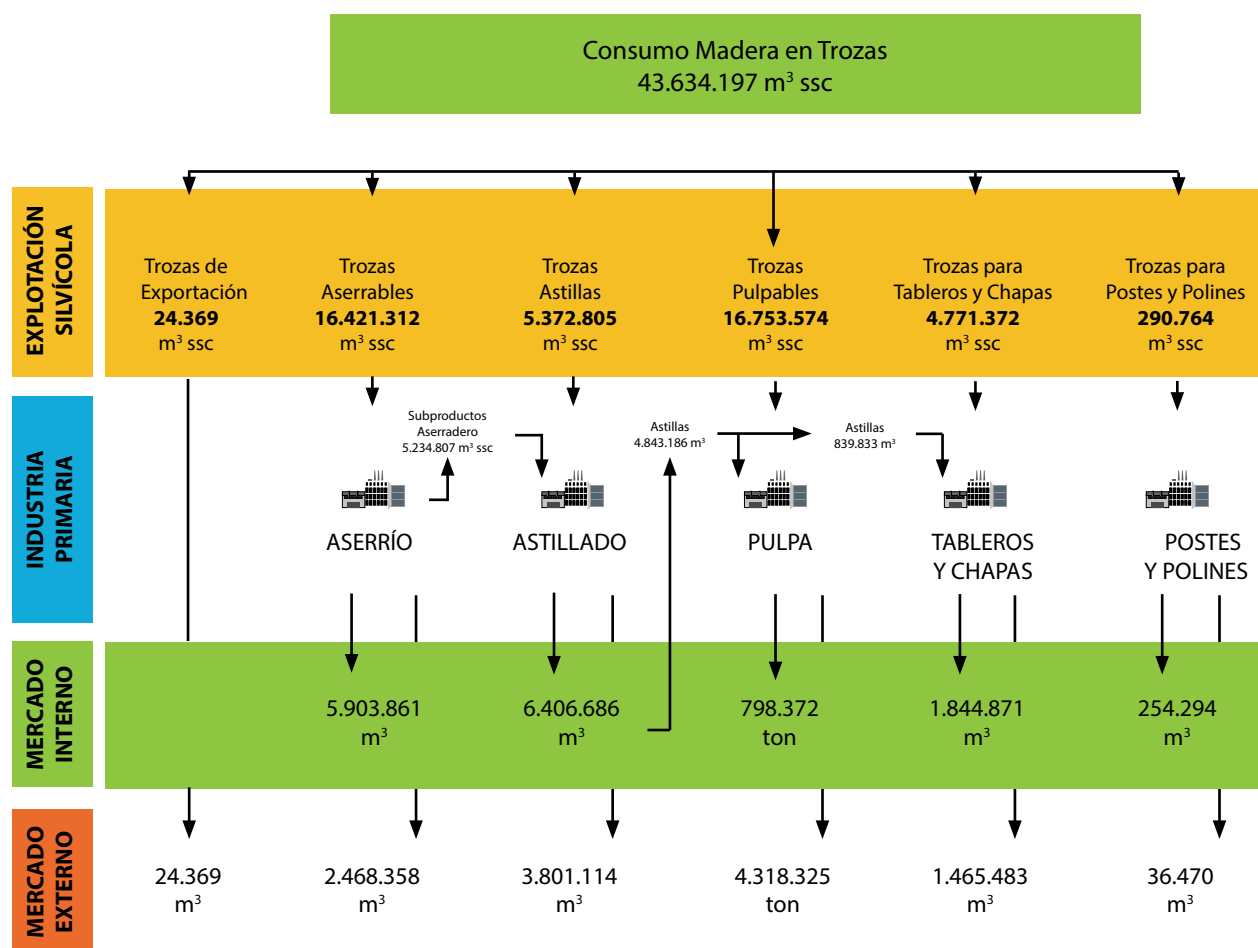 Consumo Madera en Trozas
43.634.197 m³ ssc
EXPLOTACIÓN
SILVÍCOLA
Trozas de
Exportación
24.369
m³ ssc
Trozas
Aserrables
16.421.312
m³ ssc
Trozas
Astillas
5.372.805
m³ ssc
Trozas
Pulpables
16.753.574
m³ ssc
Trozas para
Tableros y Chapas
4.771.372
m³ ssc
Trozas para
Postes y Polines
290.764
m³ ssc
INDUSTRIA
PRIMARIA
Subproductos
Aserradero
5.234.807 m³ ssc
Astillas
4.843.186 m³
Astillas
839.833 m³
ASERRÍO
ASTILLADO
PULPA
TABLEROS
Y CHAPAS
POSTES
Y POLINES
MERCADO
INTERNO
5.903.861
m³
6.406.686
m³
798.372
ton
1.844.871
m³
254.294
m³
MERCADO
EXTERNO
24.369
m³
2.468.358
m³
3.801.114
m³
4.318.325
ton
1.465.483
m³
36.470
m³